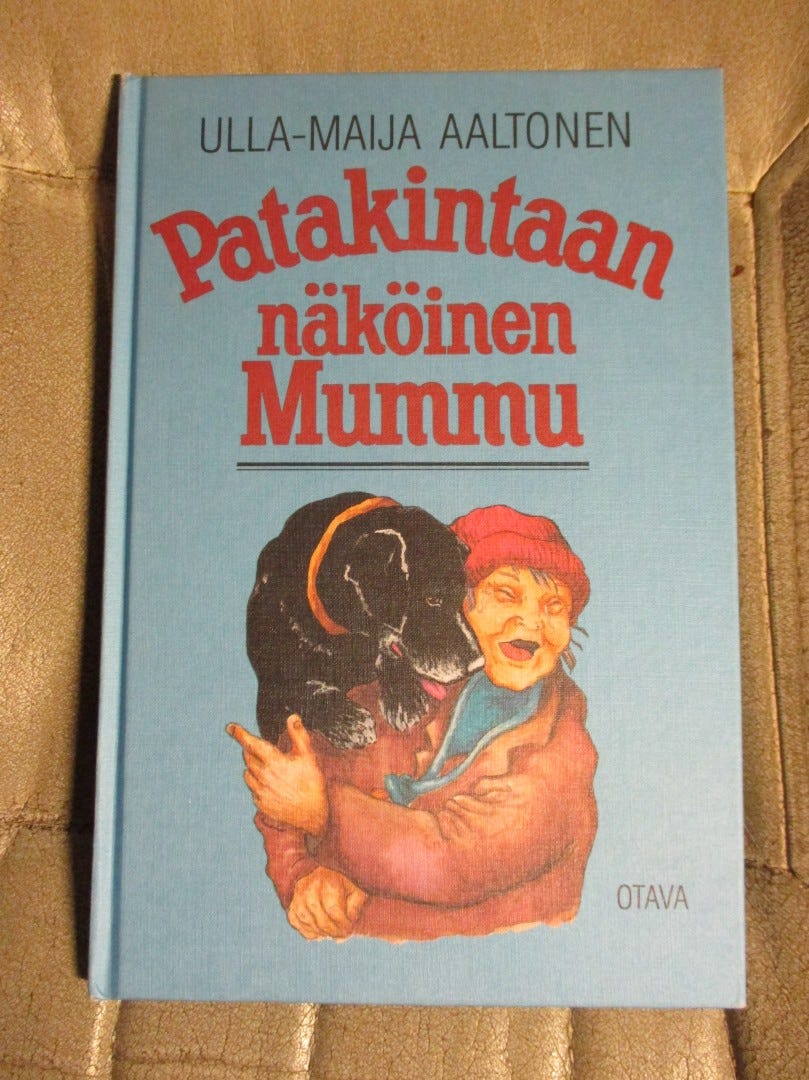 ULLA-MAIJA AALTONEN
Patakintaan
näköinen
Mummu
OTAVA